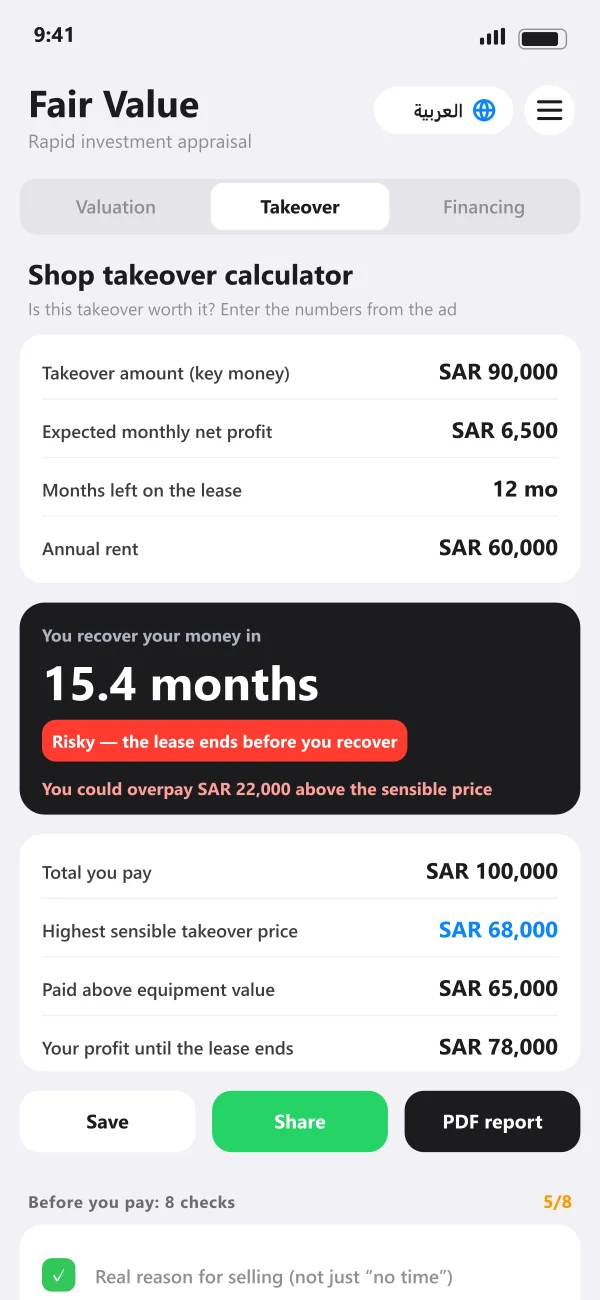 9:41
Fair Value
العربية
Rapid investment appraisal
Valuation
Takeover
Financing
Shop takeover calculator
Is this takeover worth it? Enter the numbers from the ad
Takeover amount (key money)
SAR 90,000
Expected monthly net profit
SAR 6,500
Months left on the lease
12 mo
Annual rent
SAR 60,000
You recover your money in
15.4 months
Risky — the lease ends before you recover
You could overpay SAR 22,000 above the sensible price
Total you pay
SAR 100,000
Highest sensible takeover price
SAR 68,000
Paid above equipment value
SAR 65,000
Your profit until the lease ends
SAR 78,000
Save
Share
PDF report
Before you pay: 8 checks
5/8
Real reason for selling (not just “no time”)